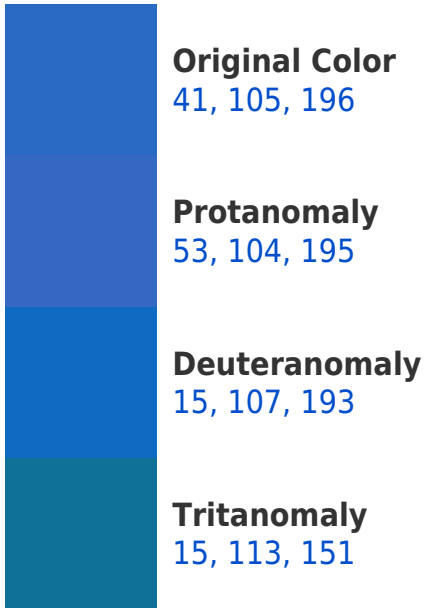 Original Color
41, 105, 196
Protanomaly
53, 104, 195
Deuteranomaly
15, 107, 193
Tritanomaly
15, 113, 151